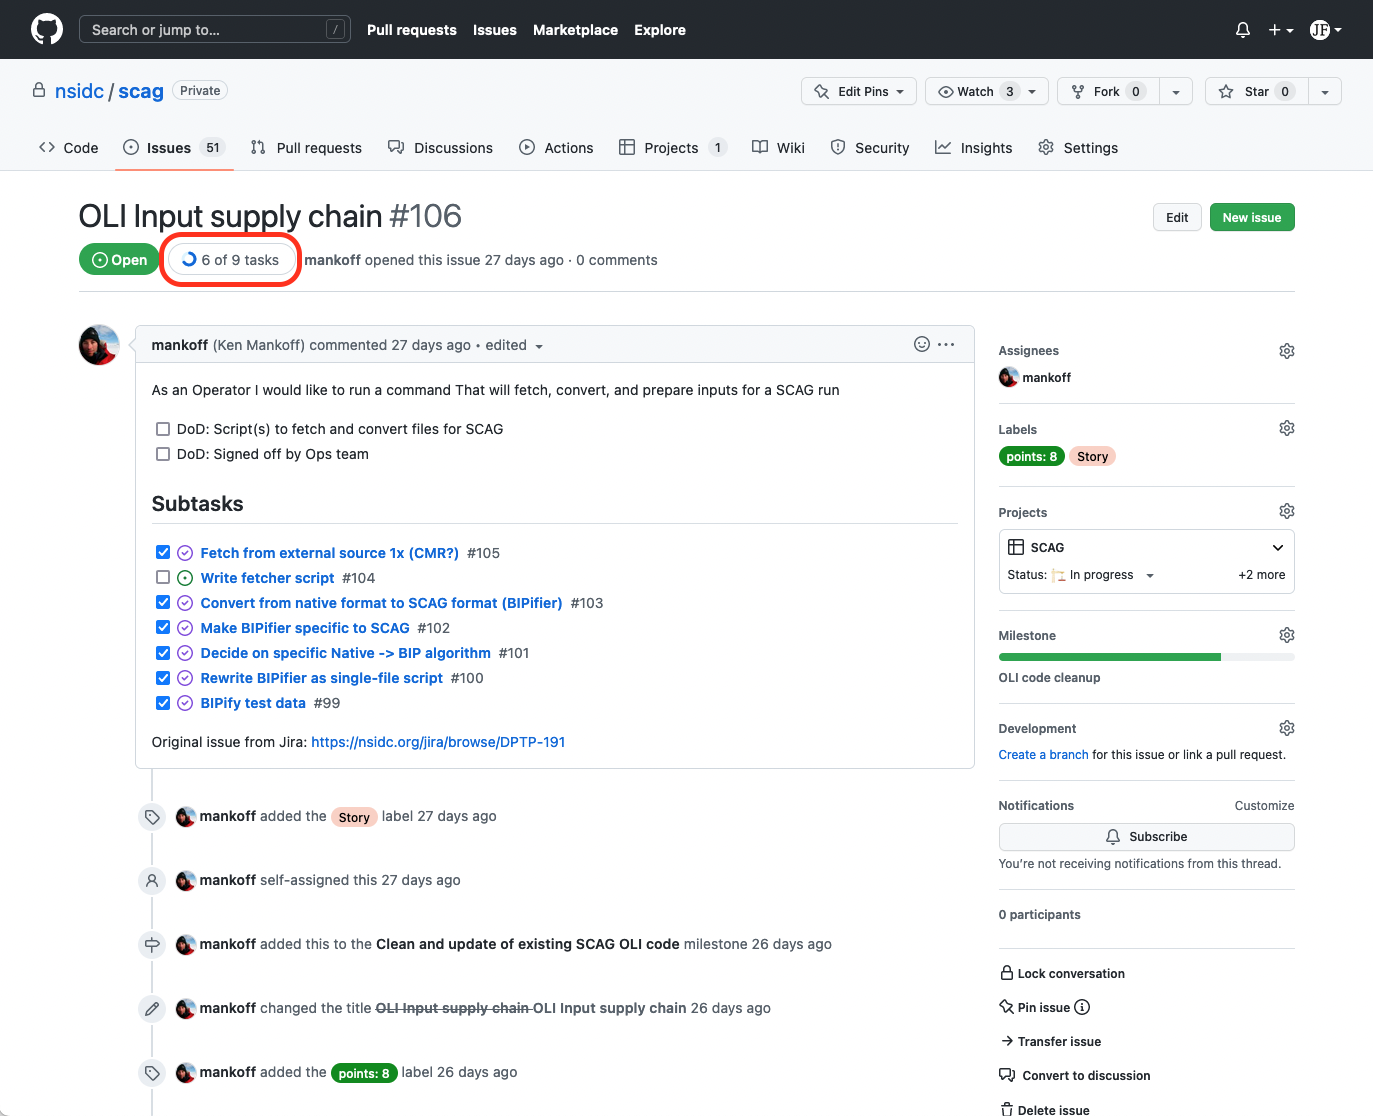 Search or jump to... /
Pull requests Issues Marketplace Explore
JF
nsidc / scag Private
Edit Pins Watch 3 Fork 0 Star 0
Code Issues 51 Pull requests Discussions Actions Projects 1 Wiki Security Insights Settings
OLI Input supply chain #106
Edit New issue
Open 6 of 9 tasks mankoff opened this issue 27 days ago · 0 comments
mankoff (Ken Mankoff) commented 27 days ago • edited
As an Operator I would like to run a command That will fetch, convert, and prepare inputs for a SCAG run
DoD: Script(s) to fetch and convert files for SCAG
DoD: Signed off by Ops team
Subtasks
Fetch from external source 1x (CMR?) #105
Write fetcher script #104
Convert from native format to SCAG format (BIPifier) #103
Make BIPifier specific to SCAG #102
Decide on specific Native -> BIP algorithm #101
Rewrite BIPifier as single-file script #100
BIPify test data #99
Original issue from Jira: https://nsidc.org/jira/browse/DPTP-191
mankoff added the Story label 27 days ago
mankoff self-assigned this 27 days ago
mankoff added this to the Clean and update of existing SCAG OLI code milestone 26 days ago
mankoff changed the title OLI Input supply chain OLI Input supply chain 26 days ago
mankoff added the points: 8 label 26 days ago
Assignees
mankoff
Labels
points: 8 Story
Projects
SCAG
Status: In progress +2 more
Milestone
OLI code cleanup
Development
Create a branch for this issue or link a pull request.
Notifications Customize
Subscribe
You're not receiving notifications from this thread.
0 participants
Lock conversation
Pin issue
Transfer issue
Convert to discussion
Delete issue